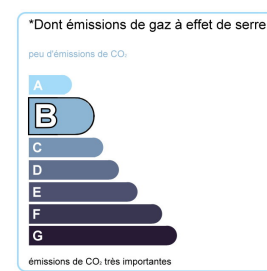 *Dont émissions de gaz à effet de serre
peu d'émissions de CO₂
A
B
C
D
E
F
G
émissions de CO₂ très importantes